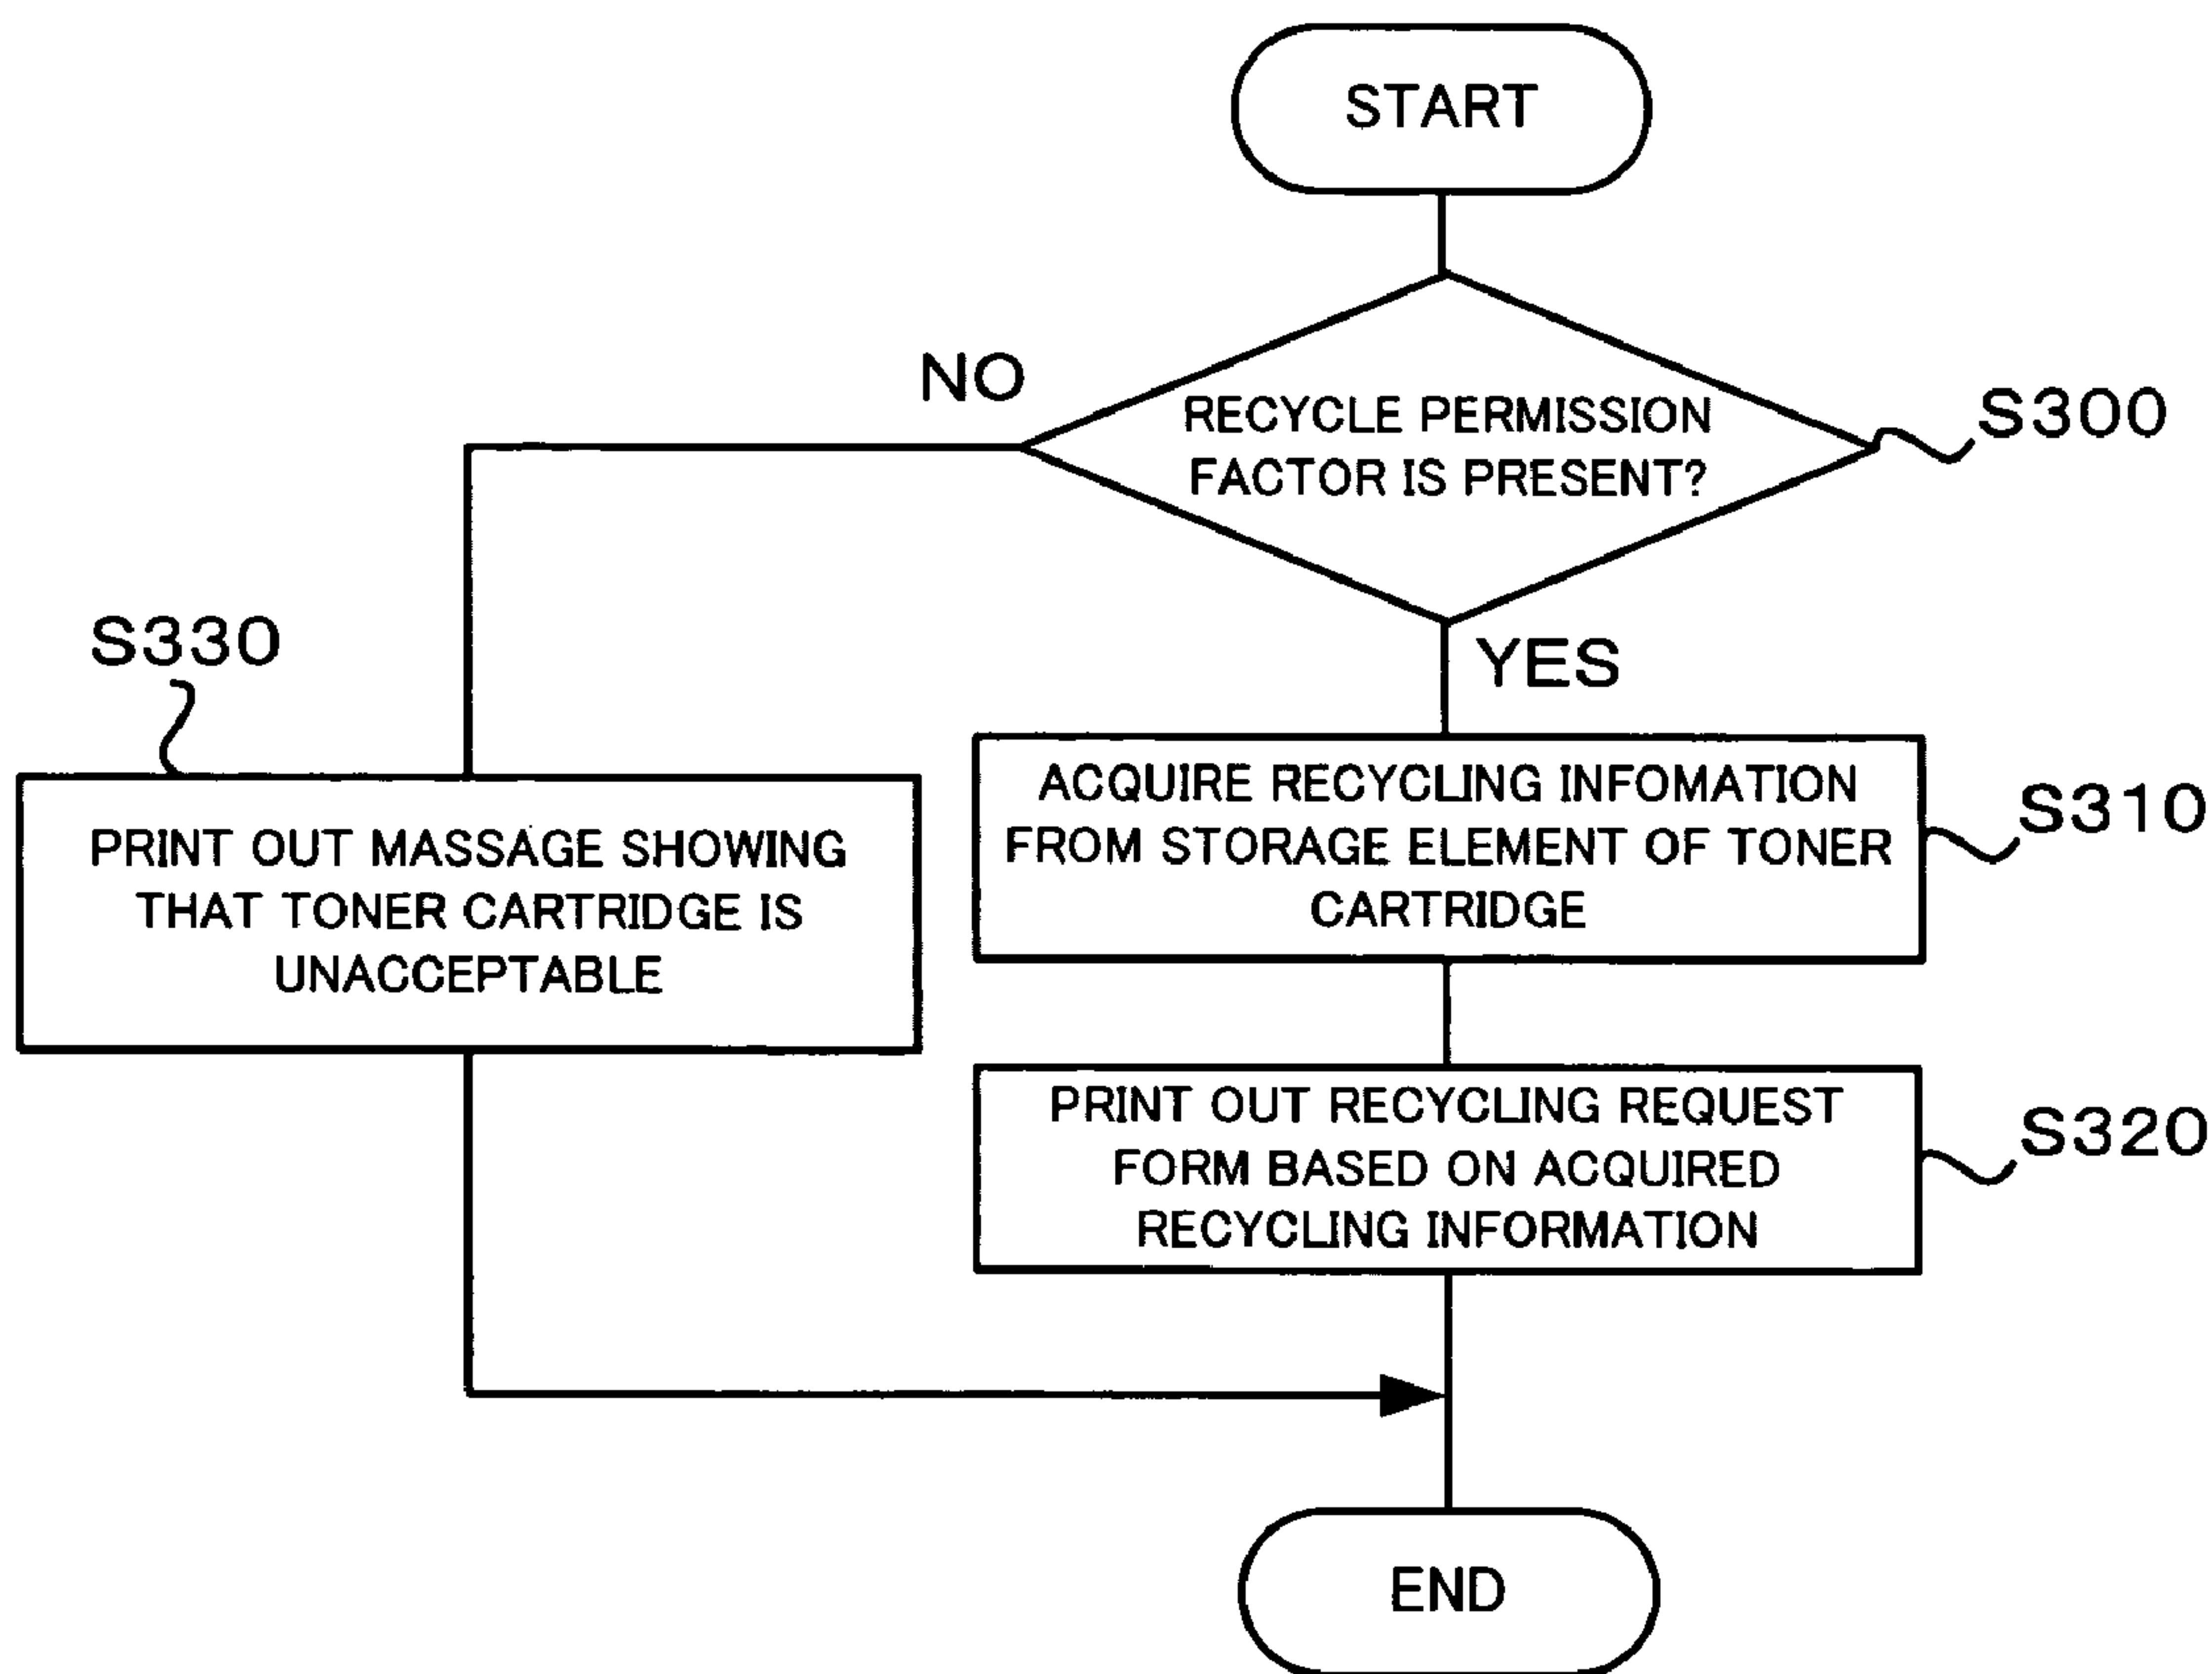 START
NO
RECYCLE PERMISSION
FACTOR IS PRESENT?
S300
YES
S330
PRINT OUT MASSAGE SHOWING
THAT TONER CARTRIDGE IS
UNACCEPTABLE
ACQUIRE RECYCLING INFOMATION
FROM STORAGE ELEMENT OF TONER
CARTRIDGE
S310
PRINT OUT RECYCLING REQUEST
FORM BASED ON ACQUIRED
RECYCLING INFORMATION
S320
END